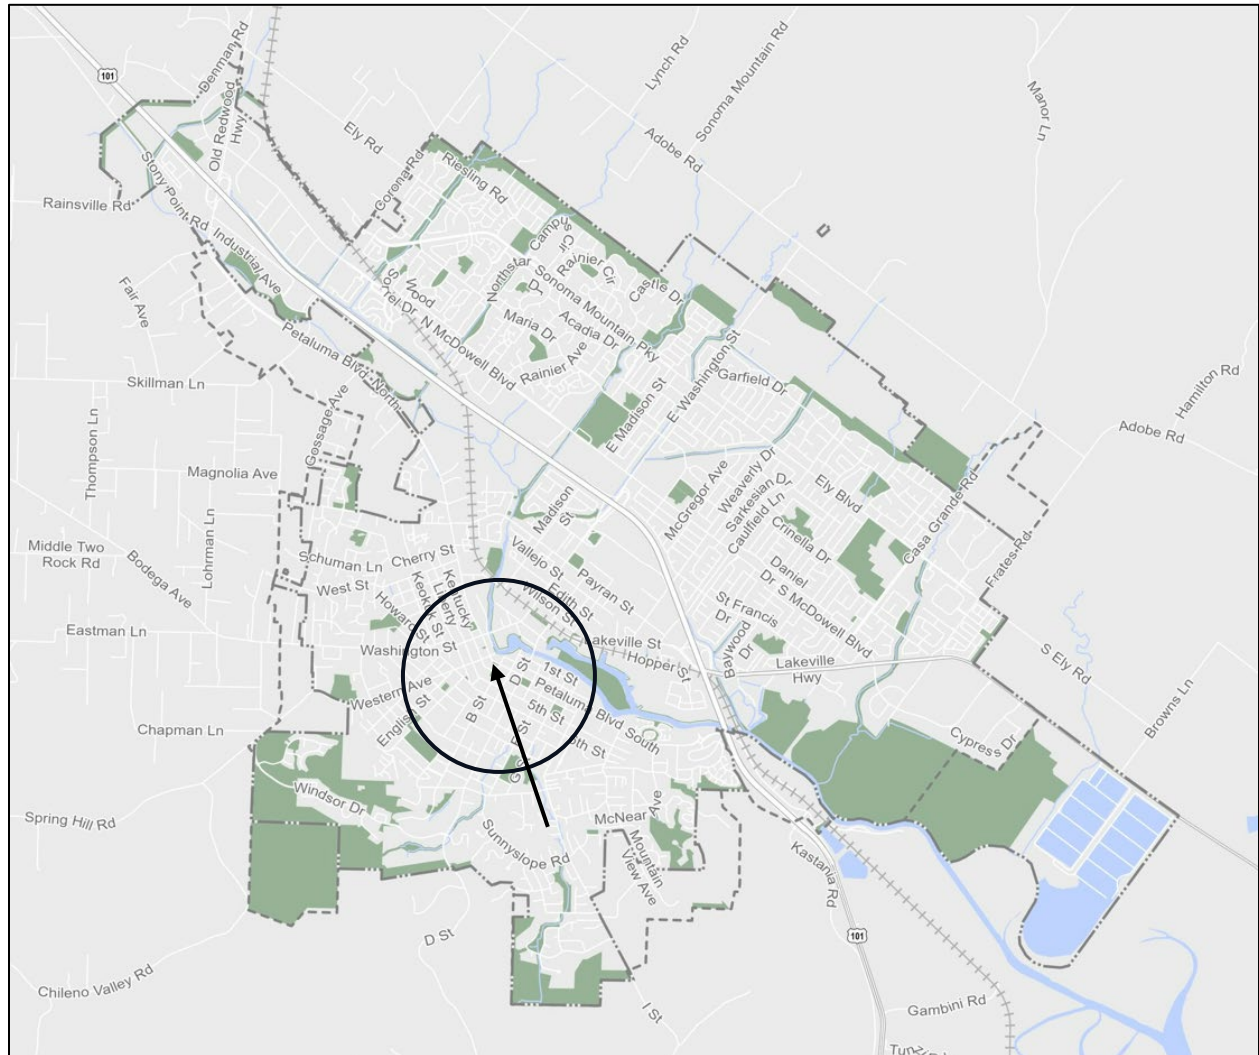 Denman Rd
Lynch Rd
Sonoma Mountain Rd
Manor Ln
101
Old Redwood
Hwy
Ely Rd
Adobe Rd
Corona Rd
Riesling Rd
Stony Point Rd
Rainsville Rd
Industrial Ave
Campus
Cir
Rainier Cir
Northstar
Dr
Sonoma Mountain Pky
Castle Dr
Fair Ave
Wood
Sorrel Dr
N McDowell Blvd
Maria Dr
Acadia Dr
Rainier Ave
Petaluma Blvd North
E Washington St
Garfield Dr
E Madison St
Hamilton Rd
Adobe Rd
Skillman Ln
Thompson Ln
Gossage Ave
Magnolia Ave
McGregor Ave
Weaverly Dr
Sarkesian Dr
Caulfield Ln
Ely Blvd
Crinella Dr
Casa Grande Rd
Frates Rd
Madison
St
Lohrman Ln
Middle Two
Rock Rd
Bodega Ave
Schuman Ln
Cherry St
Vallejo St
Payran St
Edith St
Wilson St
Daniel
Dr
S McDowell Blvd
St Francis
Dr
Baywood
Dr
West St
Howard St
Keokuk St
Liberty
Kentucky
Eastman Ln
Washington St
Lakeville St
Hopper St
Lakeville
Hwy
S Ely Rd
Browns Ln
Western Ave
English St
B St
D St
1st St
5th St
8th St
F St
G St
Petaluma Blvd South
Chapman Ln
Cypress Dr
Windsor Dr
Spring Hill Rd
Sunnyslope Rd
McNear Ave
Mountain
View Ave
Kastania Rd
D St
101
Chileno Valley Rd
I St
Gambini Rd